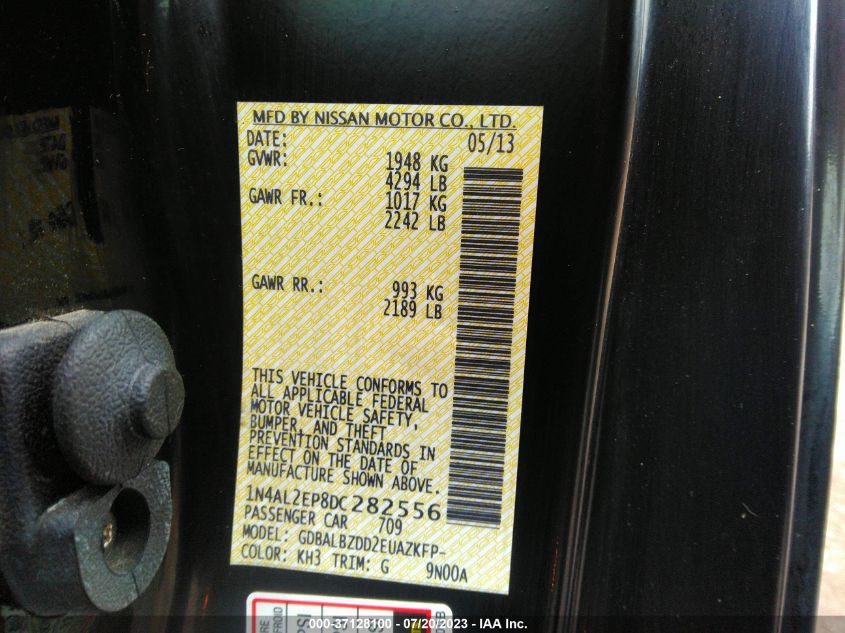 MFD BY NISSAN MOTOR CO., LTD.
DATE: 05/13
GVWR: 1948 KG
4294 LB
GAWR FR.: 1017 KG
2242 LB
GAWR RR.: 993 KG
2189 LB
THIS VEHICLE CONFORMS TO
ALL APPLICABLE FEDERAL
MOTOR VEHICLE SAFETY,
BUMPER, AND THEFT
PREVENTION STANDARDS IN
EFFECT ON THE DATE OF
MANUFACTURE SHOWN ABOVE.
1N4AL2EP8DC282556
PASSENGER CAR 709
MODEL: GDBALBZDD2EUAZKFP-
COLOR: KH3 TRIM: G 9N00A
000-37128100 - 07/20/2023 - IAA Inc.